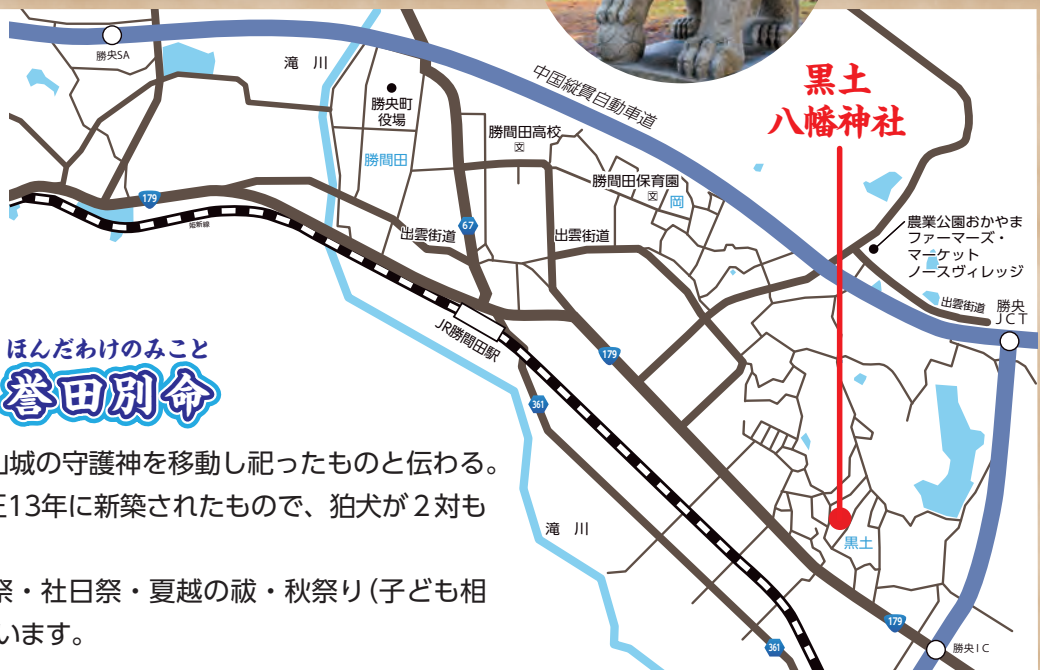 勝央SA
滝 川
勝央町
役場
勝間田
中国縦貫自動車道
黒土
八幡神社
勝間田高校
文
勝間田保育園
文
岡
179
姫新線
出雲街道
67
出雲街道
農業公園おかやま
ファーマーズ・
マーケット
ノースヴィレッジ
出雲街道
勝央
JCT
JR勝間田駅
179
361
ほんだわけのみこと
誉田別命
山城の守護神を移動し祀ったものと伝わる。
正13年に新築されたもので、狛犬が2対も
滝 川
黒土
祭・社日祭・夏越の祓・秋祭り(子ども相
います。
179
361
勝央IC